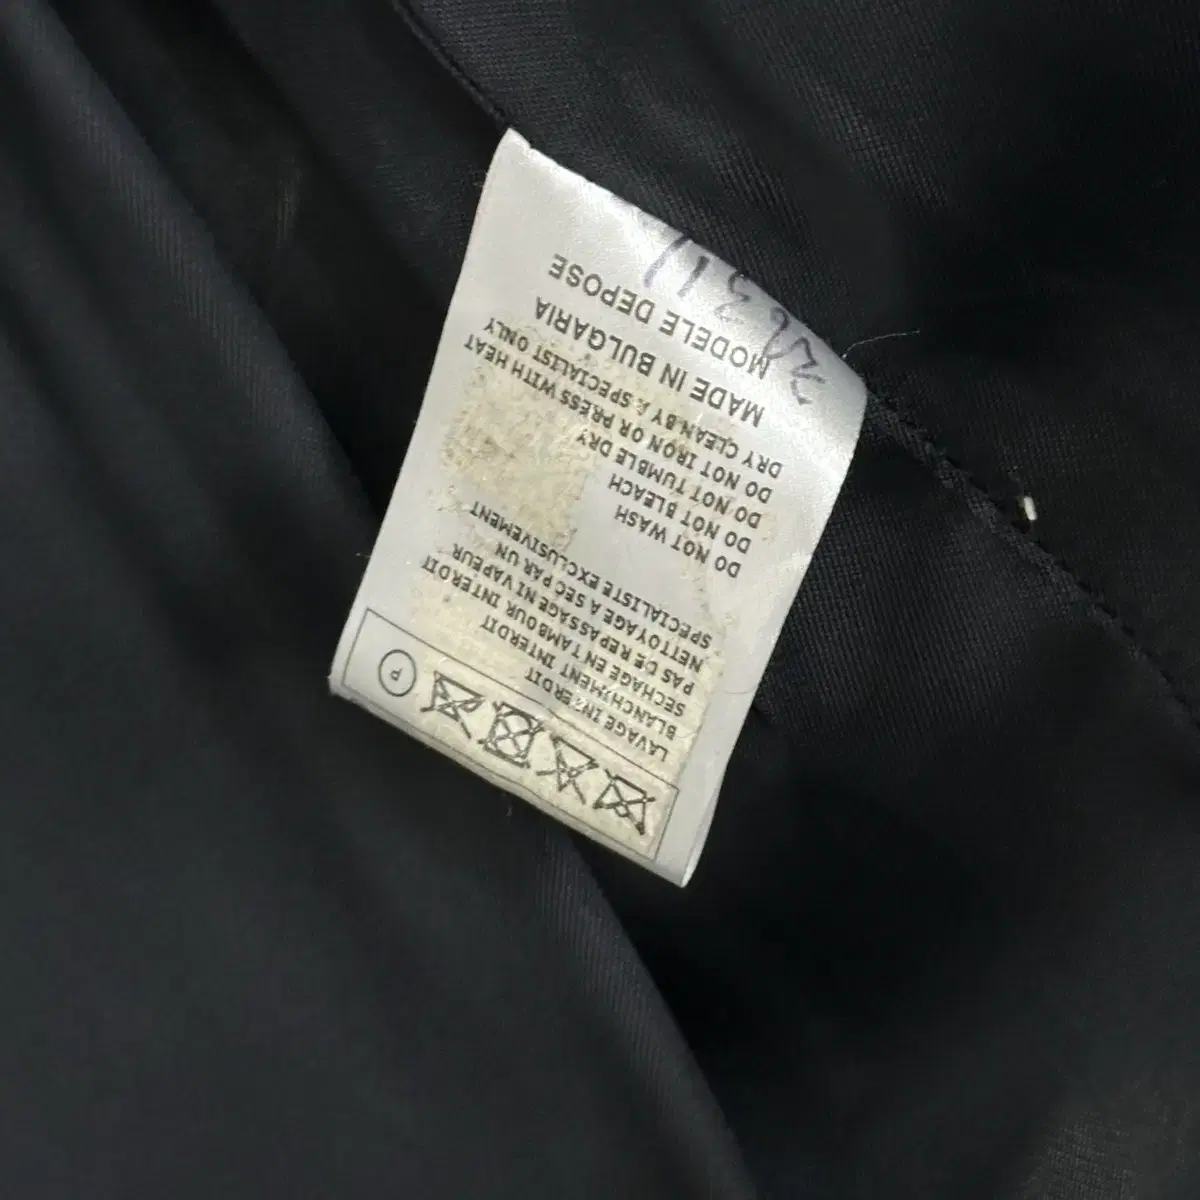 P
LAVAGE INTERDIT
BLANCHIMENT INTERDIT
SECHAGE EN TAMBOUR INTERDIT
PAS DE REPASSAGE NI VAPEUR
NETTOYAGE A SEC PAR UN
SPECIALISTE EXCLUSIVEMENT
DO NOT WASH
DO NOT BLEACH
DO NOT TUMBLE DRY
DO NOT IRON OR PRESS WITH HEAT
DRY CLEAN BY A SPECIALIST ONLY
MADE IN BULGARIA
MODELE DEPOSE